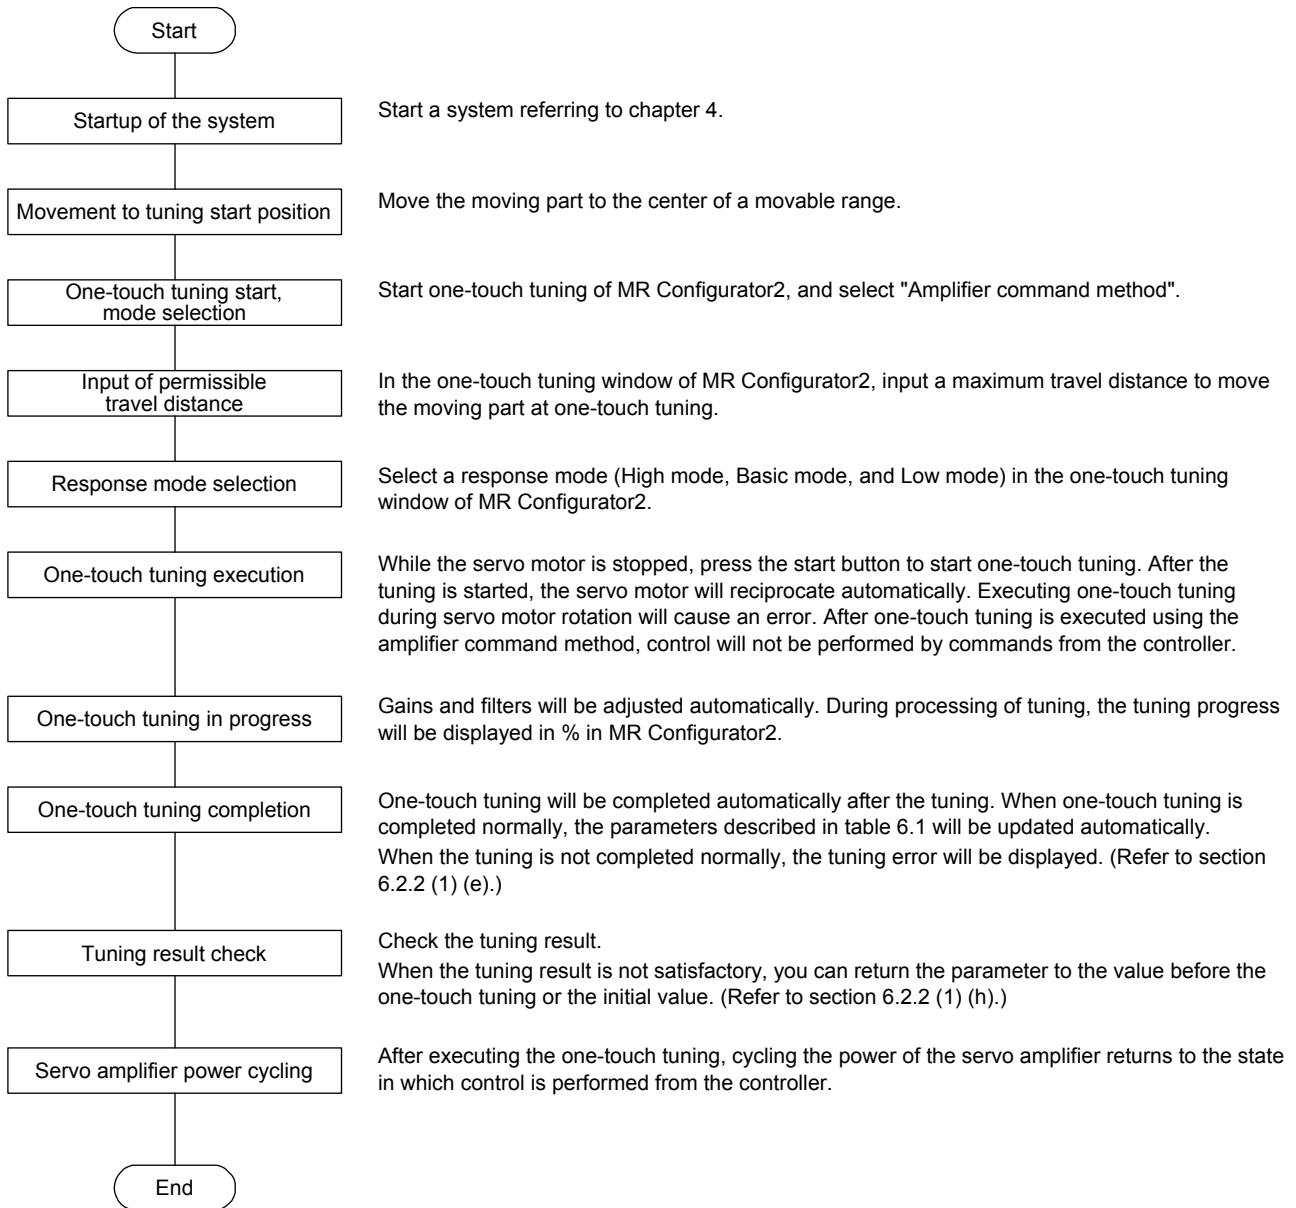 Start
Startup of the system
Start a system referring to chapter 4.
Movement to tuning start position
Move the moving part to the center of a movable range.
One-touch tuning start,
mode selection
Start one-touch tuning of MR Configurator2, and select "Amplifier command method".
Input of permissible
travel distance
In the one-touch tuning window of MR Configurator2, input a maximum travel distance to move
the moving part at one-touch tuning.
Response mode selection
Select a response mode (High mode, Basic mode, and Low mode) in the one-touch tuning
window of MR Configurator2.
One-touch tuning execution
While the servo motor is stopped, press the start button to start one-touch tuning. After the
tuning is started, the servo motor will reciprocate automatically. Executing one-touch tuning
during servo motor rotation will cause an error. After one-touch tuning is executed using the
amplifier command method, control will not be performed by commands from the controller.
One-touch tuning in progress
Gains and filters will be adjusted automatically. During processing of tuning, the tuning progress
will be displayed in % in MR Configurator2.
One-touch tuning completion
One-touch tuning will be completed automatically after the tuning. When one-touch tuning is
completed normally, the parameters described in table 6.1 will be updated automatically.
When the tuning is not completed normally, the tuning error will be displayed. (Refer to section
6.2.2 (1) (e).)
Tuning result check
Check the tuning result.
When the tuning result is not satisfactory, you can return the parameter to the value before the
one-touch tuning or the initial value. (Refer to section 6.2.2 (1) (h).)
Servo amplifier power cycling
After executing the one-touch tuning, cycling the power of the servo amplifier returns to the state
in which control is performed from the controller.
End